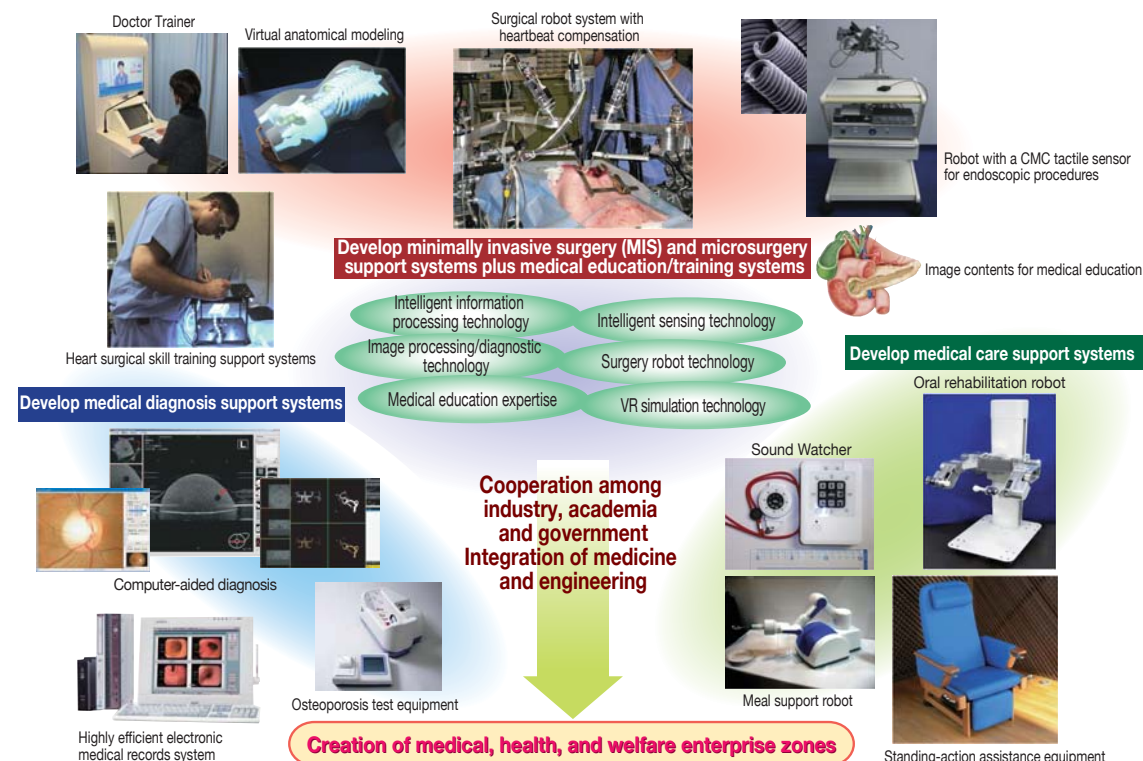 Doctor Trainer
Virtual anatomical modeling
Surgical robot system with
heartbeat compensation
Robot with a CMC tactile sensor
for endoscopic procedures
Heart surgical skill training support systems
Develop minimally invasive surgery (MIS) and microsurgery
support systems plus medical education/training systems
Image contents for medical education
Intelligent information
processing technology
Intelligent sensing technology
Image processing/diagnostic
technology
Surgery robot technology
Medical education expertise
VR simulation technology
Develop medical diagnosis support systems
Computer-aided diagnosis
Osteoporosis test equipment
Highly efficient electronic
medical records system
Develop medical care support systems
Oral rehabilitation robot
Sound Watcher
Meal support robot
Standing-action assistance equipment
Cooperation among
industry, academia
and government
Integration of medicine
and engineering
Creation of medical, health, and welfare enterprise zones